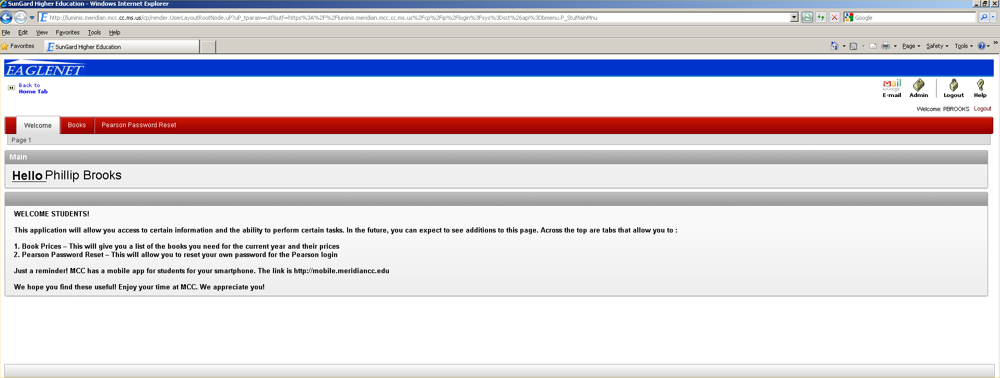 SunGard Higher Education - Windows Internet Explorer
http://luminis.meridian.mcc.cc.ms.us/cp/render.UserLayoutRootNode.uP?uP_tparam=utf&utf=https%3A%2F%2Fluminis.meridian.mcc.cc.ms.us%2Fcp%2Fip%2Flogin%3Fsys%3Dsct%26api%3Dbmenu.P_StuMainMnu
Google
File Edit View Favorites Tools Help
Favorites SunGard Higher Education Page Safety Tools
EAGLENET
Back to
Home Tab
Mail
by Google
E-mail Admin Logout Help
Welcome: PBROOKS Logout
Welcome Books Pearson Password Reset
Page 1
Main
Hello Phillip Brooks
WELCOME STUDENTS!
This application will allow you access to certain information and the ability to perform certain tasks. In the future, you can expect to see additions to this page. Across the top are tabs that allow you to :
1. Book Prices – This will give you a list of the books you need for the current year and their prices
2. Pearson Password Reset – This will allow you to reset your own password for the Pearson login
Just a reminder! MCC has a mobile app for students for your smartphone. The link is http://mobile.meridiancc.edu
We hope you find these useful! Enjoy your time at MCC. We appreciate you!